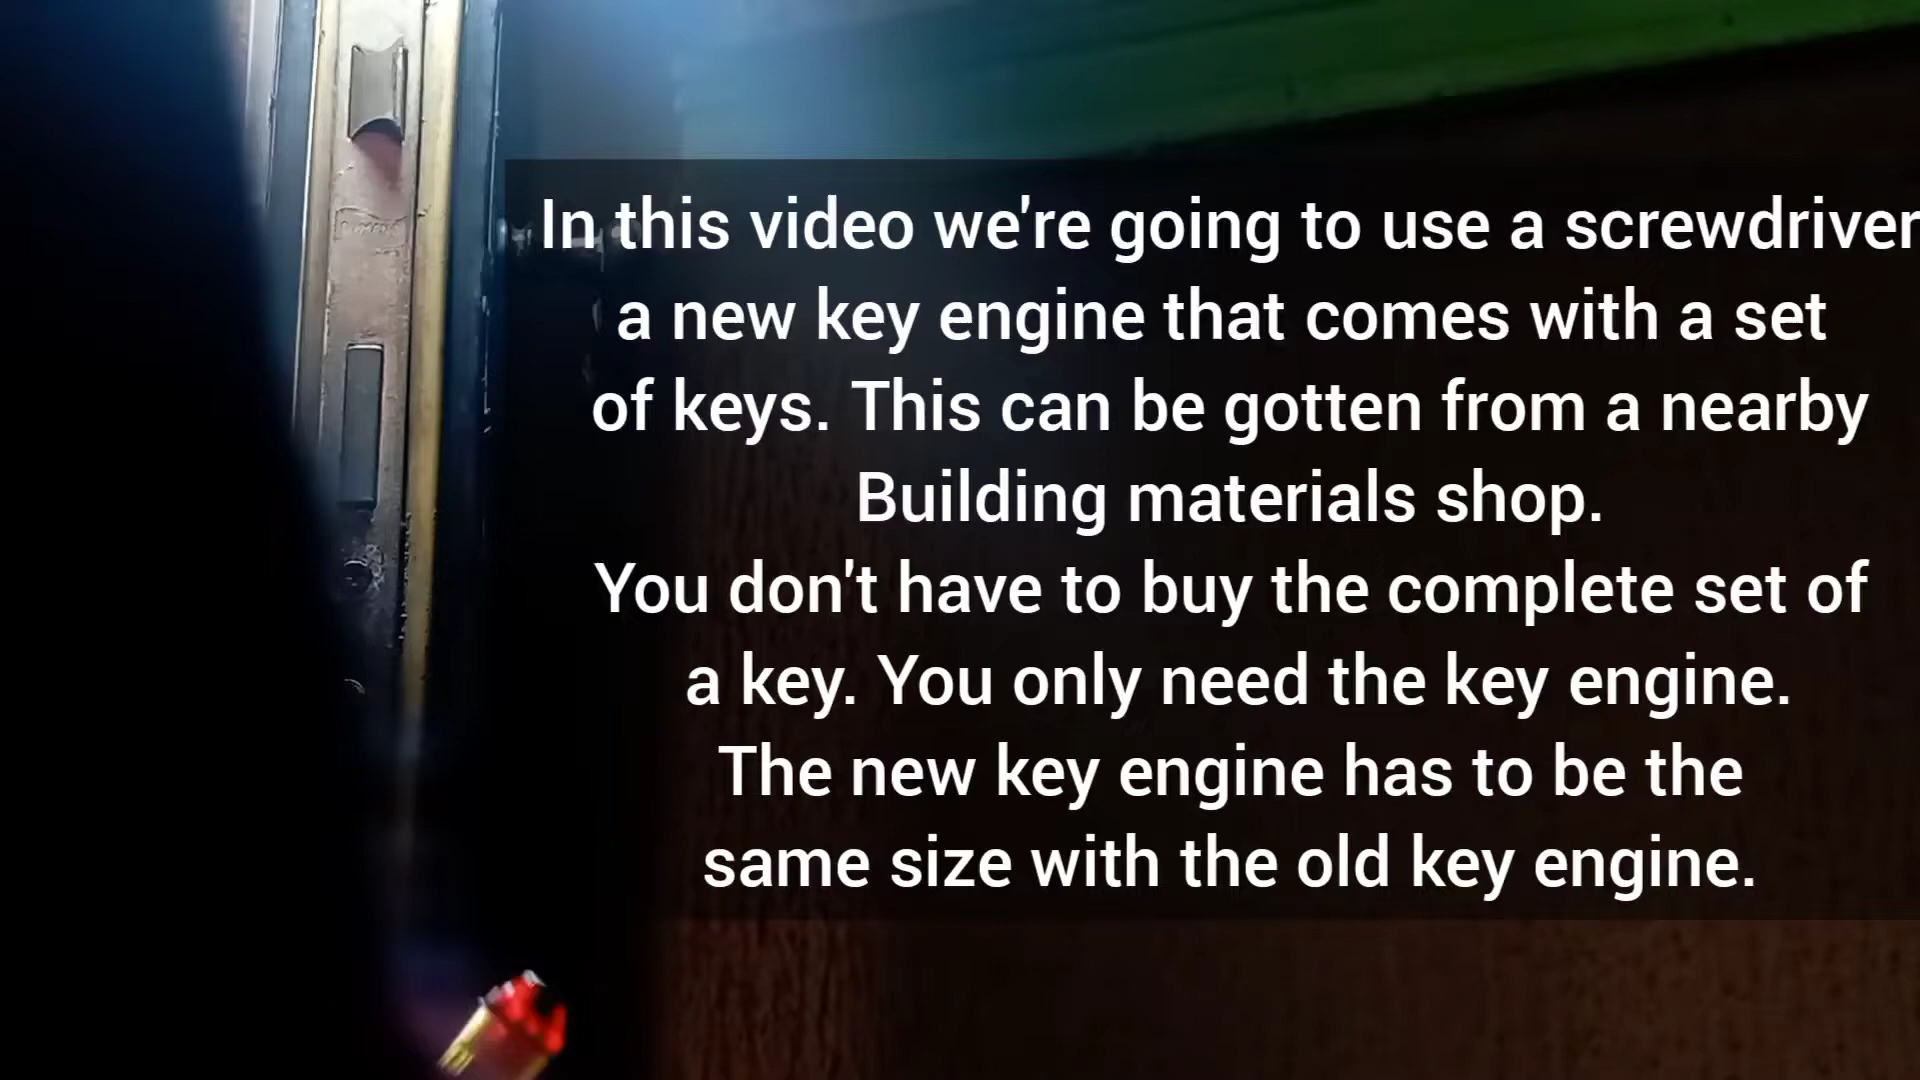 In this video we're going to use a screwdriver
a new key engine that comes with a set
of keys. This can be gotten from a nearby
Building materials shop.
You don't have to buy the complete set of
a key. You only need the key engine.
The new key engine has to be the
same size with the old key engine.